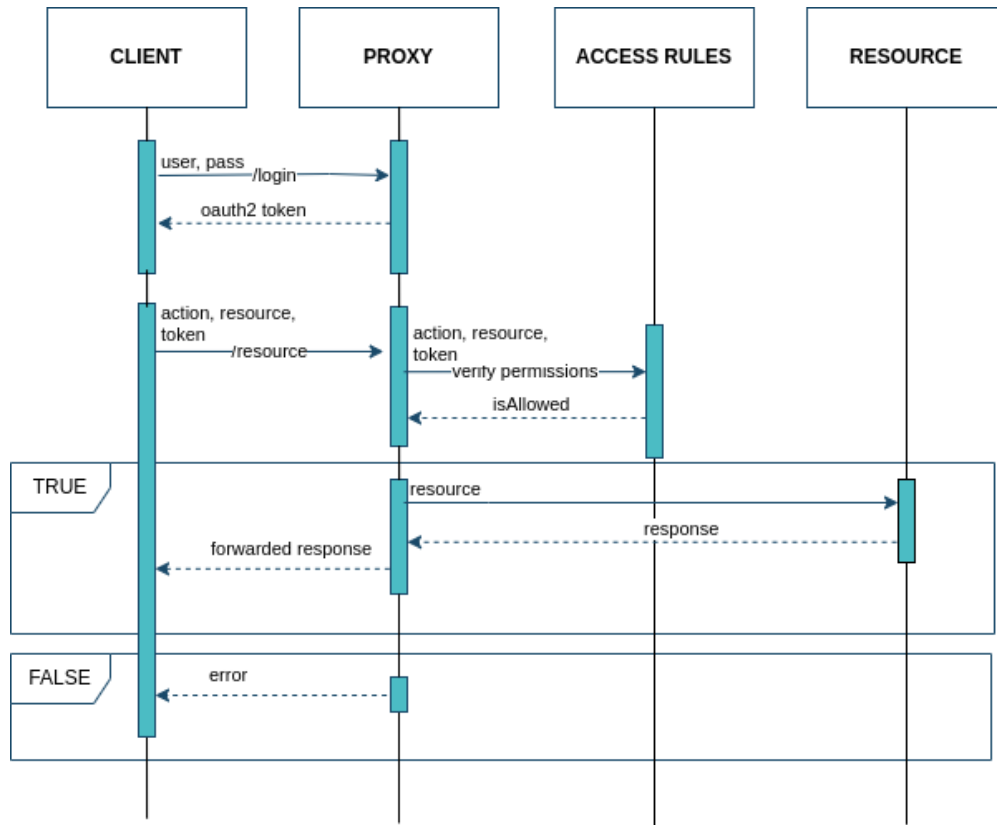 CLIENT
PROXY
ACCESS RULES
RESOURCE
user, pass
/login
oauth2 token
action, resource,
token
/resource
action, resource,
token
verify permissions
isAllowed
TRUE
resource
response
forwarded response
FALSE
error